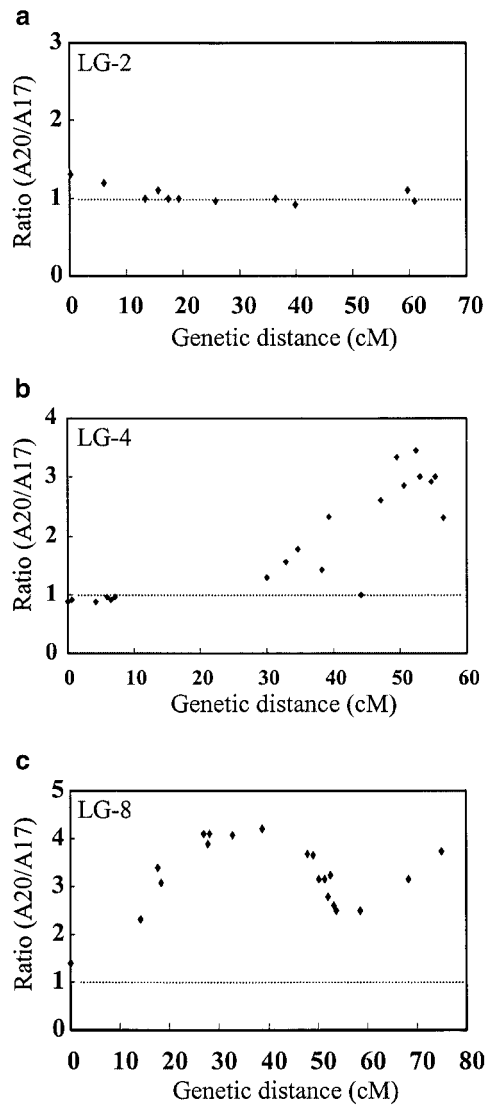 a
LG-2
Ratio (A20/A17)
3
2
1
0
0 10 20 30 40 50 60 70
Genetic distance (cM)
b
LG-4
Ratio (A20/A17)
4
3
2
1
0
0 10 20 30 40 50 60
Genetic distance (cM)
c
LG-8
Ratio (A20/A17)
5
4
3
2
1
0
0 10 20 30 40 50 60 70 80
Genetic distance (cM)